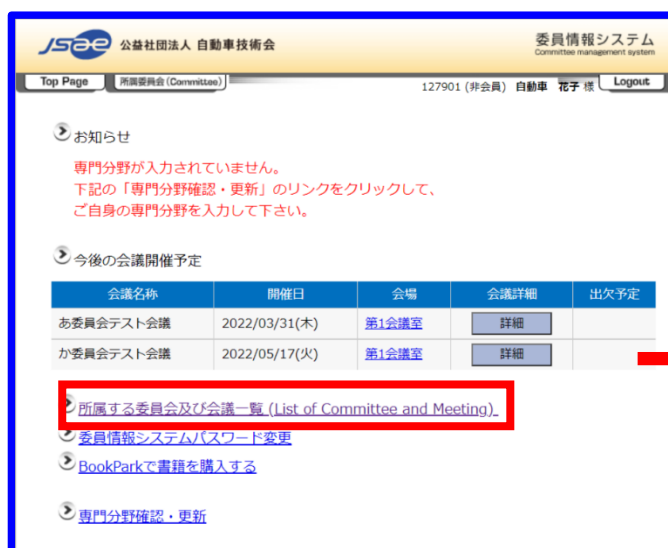 JSAE 公益社団法人 自動車技術会
委員情報システム
Committee management system
Top Page 所属委員会(Committee) 127901 (非会員) 自動車 花子 様 Logout
お知らせ
専門分野が入力されていません。
下記の「専門分野確認・更新」のリンクをクリックして、
ご自身の専門分野を入力して下さい。
今後の会議開催予定
会議名称 開催日 会場 会議詳細 出欠予定
あ委員会テスト会議 2022/03/31(木) 第1会議室 詳細
か委員会テスト会議 2022/05/17(火) 第1会議室 詳細
所属する委員会及び会議一覧 (List of Committee and Meeting)
委員情報システムパスワード変更
BookParkで書籍を購入する
専門分野確認・更新